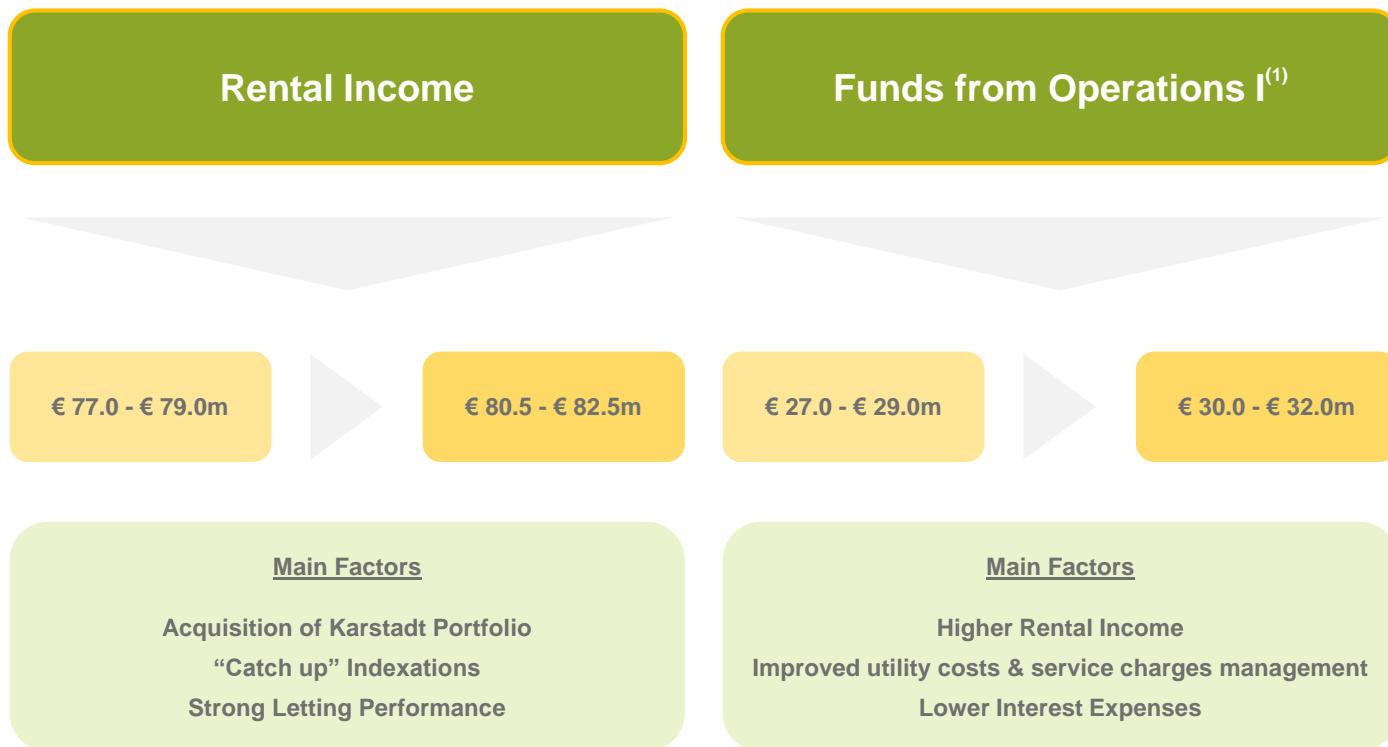 Rental Income
Funds from Operations I(1)
€ 77.0 - € 79.0m
€ 80.5 - € 82.5m
€ 27.0 - € 29.0m
€ 30.0 - € 32.0m
Main Factors
Acquisition of Karstadt Portfolio
“Catch up” Indexations
Strong Letting Performance
Main Factors
Higher Rental Income
Improved utility costs & service charges management
Lower Interest Expenses